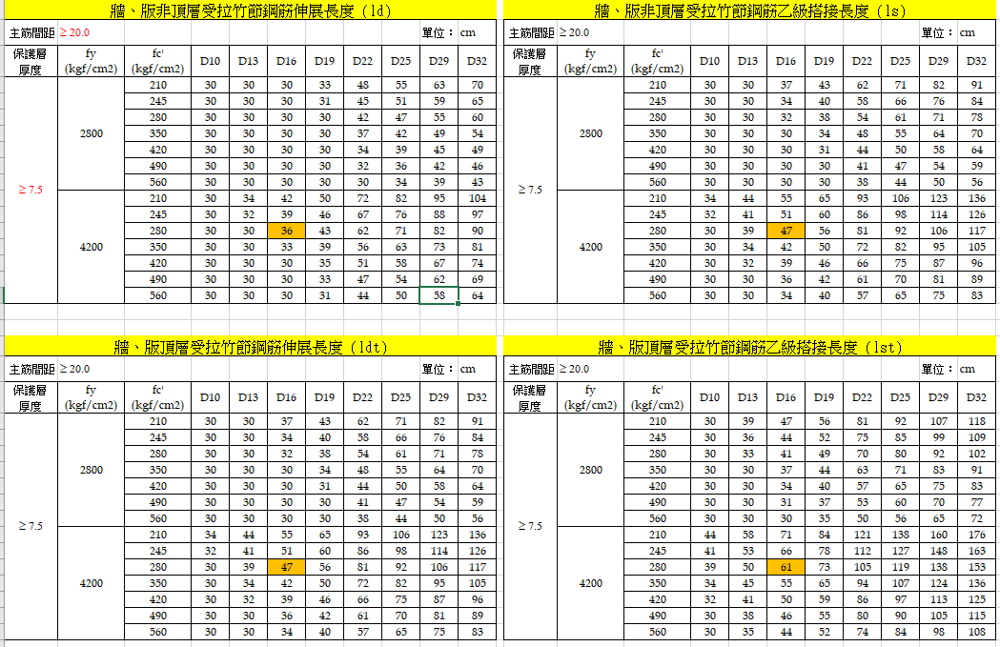 牆、版非頂層受拉竹節鋼筋伸展長度（ld）
主筋間距 ≥ 20.0 單位： cm
保護層厚度 fy (kgf/cm2) fc' (kgf/cm2) D10 D13 D16 D19 D22 D25 D29 D32
≥ 7.5
2800
210 30 30 30 33 48 55 63 70
245 30 30 30 31 45 51 59 65
280 30 30 30 30 42 47 55 60
350 30 30 30 30 37 42 49 54
420 30 30 30 30 34 39 45 49
490 30 30 30 30 32 36 42 46
560 30 30 30 30 30 34 39 43
4200
210 30 34 42 50 72 82 95 104
245 30 32 39 46 67 76 88 97
280 30 30 36 43 62 71 82 90
350 30 30 33 39 56 63 73 81
420 30 30 30 35 51 58 67 74
490 30 30 30 33 47 54 62 69
560 30 30 30 31 44 50 58 64
牆、版非頂層受拉竹節鋼筋乙級搭接長度（ls）
主筋間距 ≥ 20.0 單位： cm
保護層厚度 fy (kgf/cm2) fc' (kgf/cm2) D10 D13 D16 D19 D22 D25 D29 D32
≥ 7.5
2800
210 30 30 37 43 62 71 82 91
245 30 30 34 40 58 66 76 84
280 30 30 32 38 54 61 71 78
350 30 30 30 34 48 55 64 70
420 30 30 30 31 44 50 58 64
490 30 30 30 30 41 47 54 59
560 30 30 30 30 38 44 50 56
4200
210 34 44 55 65 93 106 123 136
245 32 41 51 60 86 98 114 126
280 30 39 47 56 81 92 106 117
350 30 34 42 50 72 82 95 105
420 30 32 39 46 66 75 87 96
490 30 30 36 42 61 70 81 89
560 30 30 34 40 57 65 75 83
牆、版頂層受拉竹節鋼筋伸展長度（ldt）
主筋間距 ≥ 20.0 單位： cm
保護層厚度 fy (kgf/cm2) fc' (kgf/cm2) D10 D13 D16 D19 D22 D25 D29 D32
≥ 7.5
2800
210 30 30 37 43 62 71 82 91
245 30 30 34 40 58 66 76 84
280 30 30 32 38 54 61 71 78
350 30 30 30 34 48 55 64 70
420 30 30 30 31 44 50 58 64
490 30 30 30 30 41 47 54 59
560 30 30 30 30 38 44 50 56
4200
210 34 44 55 65 93 106 123 136
245 32 41 51 60 86 98 114 126
280 30 39 47 56 81 92 106 117
350 30 34 42 50 72 82 95 105
420 30 32 39 46 66 75 87 96
490 30 30 36 42 61 70 81 89
560 30 30 34 40 57 65 75 83
牆、版頂層受拉竹節鋼筋乙級搭接長度（lst）
主筋間距 ≥ 20.0 單位： cm
保護層厚度 fy (kgf/cm2) fc' (kgf/cm2) D10 D13 D16 D19 D22 D25 D29 D32
≥ 7.5
2800
210 30 39 47 56 81 92 107 118
245 30 36 44 52 75 85 99 109
280 30 33 41 49 70 80 92 102
350 30 30 37 44 63 71 83 91
420 30 30 34 40 57 65 75 83
490 30 30 31 37 53 60 70 77
560 30 30 30 35 50 56 65 72
4200
210 44 58 71 84 121 138 160 176
245 41 53 66 78 112 127 148 163
280 39 50 61 73 105 119 138 153
350 34 45 55 65 94 107 124 136
420 32 41 50 59 86 97 113 125
490 30 38 46 55 80 90 105 115
560 30 35 44 52 74 84 98 108